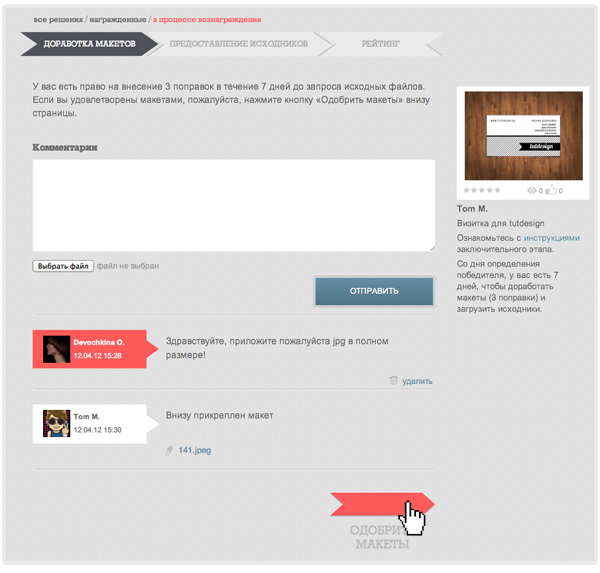 все решения / награжденные / в процессе вознаграждения
ДОРАБОТКА МАКЕТОВ
ПРЕДОСТАВЛЕНИЕ ИСХОДНИКОВ
РЕЙТИНГ
У вас есть право на внесение 3 поправок в течение 7 дней до запроса исходных файлов.
Если вы удовлетворены макетами, пожалуйста, нажмите кнопку «Одобрить макеты» внизу
страницы.
Комментарии
Выбрать файл файл не выбран
ОТПРАВИТЬ
Devochkina O.
12.04.12 15:28
Здравствуйте, приложите пожалуйста jpg в полном
размере!
удалить
Tom M.
12.04.12 15:30
Внизу прикреплен макет
141.jpeg
ОДОБРИТ
МАКЕТЫ
tutdesign
0 0
Tom M.
Визитка для tutdesign
Ознакомьтесь с инструкциями
заключительного этапа.
Со дня определения
победителя, у вас есть 7
дней, чтобы доработать
макеты (3 поправки) и
загрузить исходники.